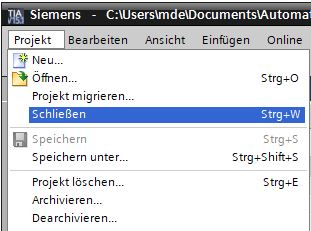 TIA
Siemens - C:\Users\mde\Documents\Automat
Projekt Bearbeiten Ansicht Einfügen Online
Neu...
Öffnen... Strg+O
Projekt migrieren...
Schließen Strg+W
Speichern Strg+S
Speichern unter... Strg+Shift+S
Projekt löschen... Strg+E
Archivieren...
Dearchivieren...